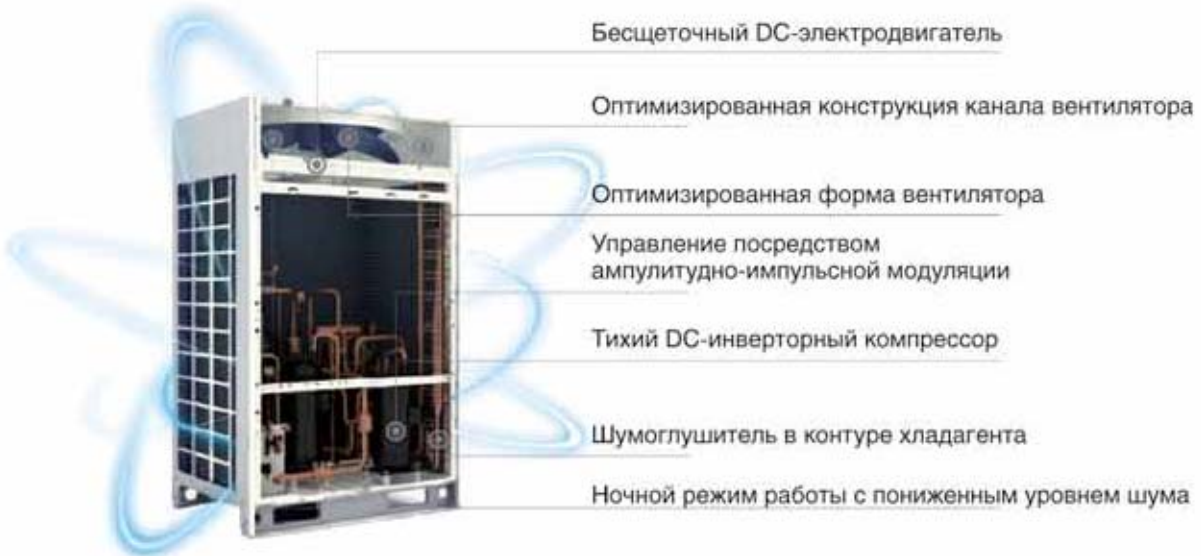 Бесщеточный DC-электродвигатель
Оптимизированная конструкция канала вентилятора
Оптимизированная форма вентилятора
Управление посредством
ампулитудно-импульсной модуляции
Тихий DC-инверторный компрессор
Шумоглушитель в контуре хладагента
Ночной режим работы с пониженным уровнем шума